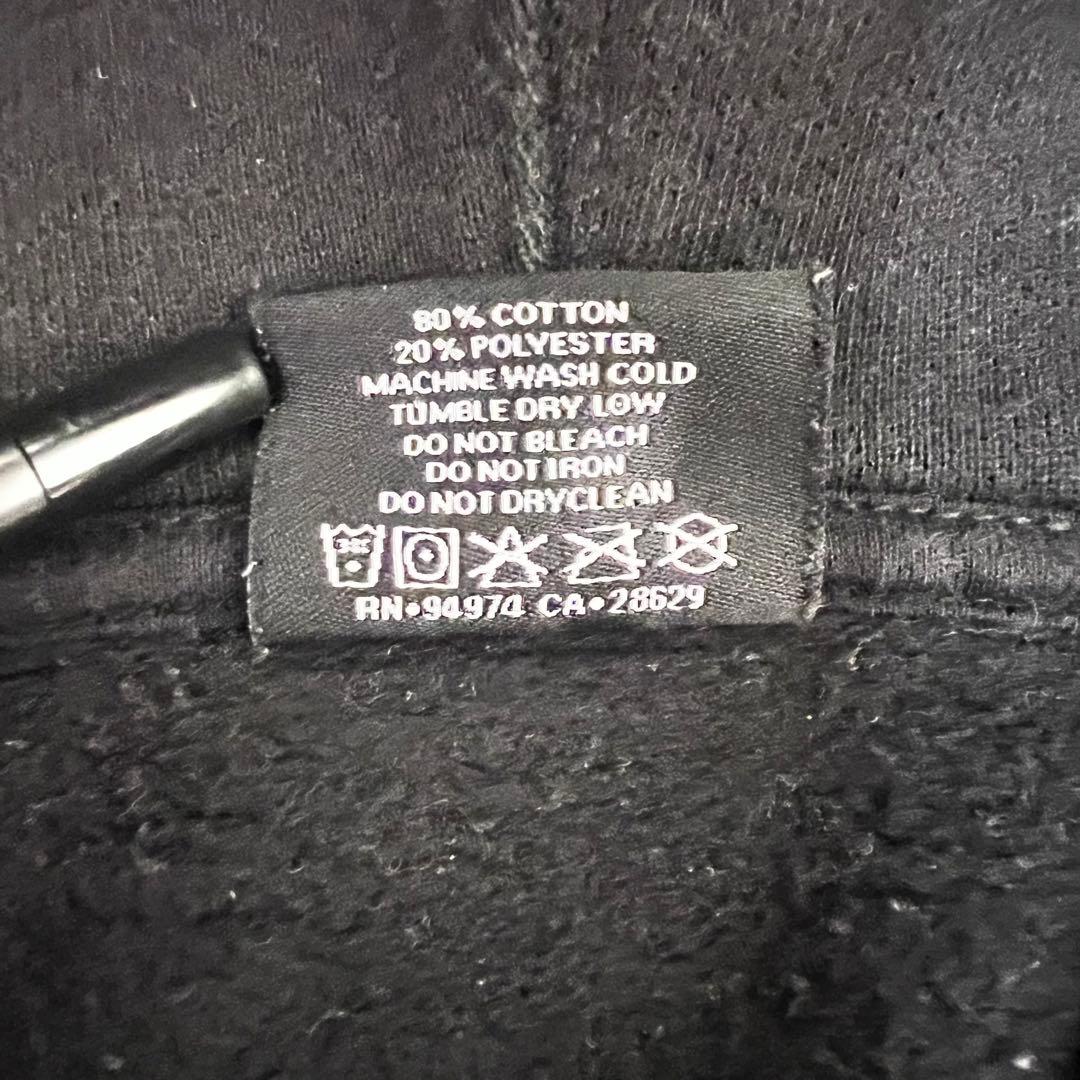 80% COTTON
20% POLYESTER
MACHINE WASH COLD
TUMBLE DRY LOW
DO NOT BLEACH
DO NOT IRON
DO NOT DRYCLEAN
RN•94974 CA•28629